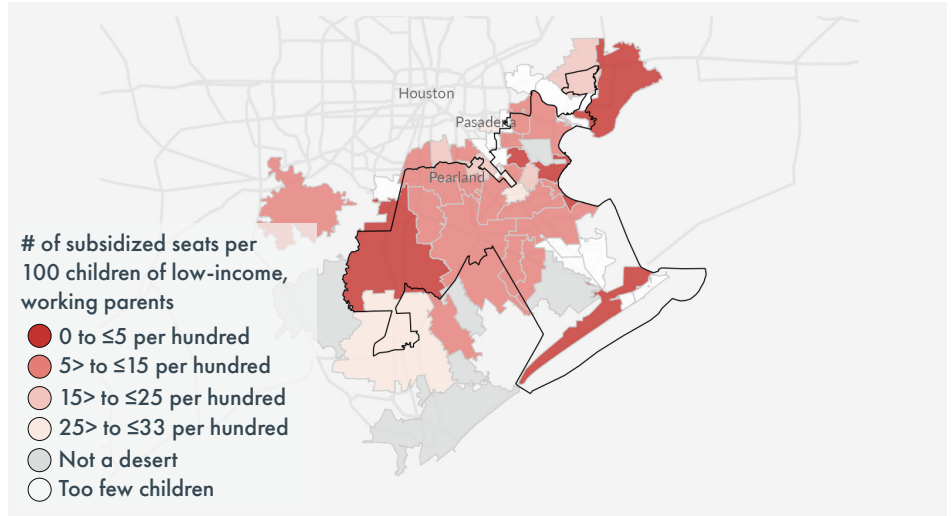 Houston
Pasadena
Pearland
# of subsidized seats per
100 children of low-income,
working parents
0 to ≤5 per hundred
5> to ≤15 per hundred
15> to ≤25 per hundred
25> to ≤33 per hundred
Not a desert
Too few children